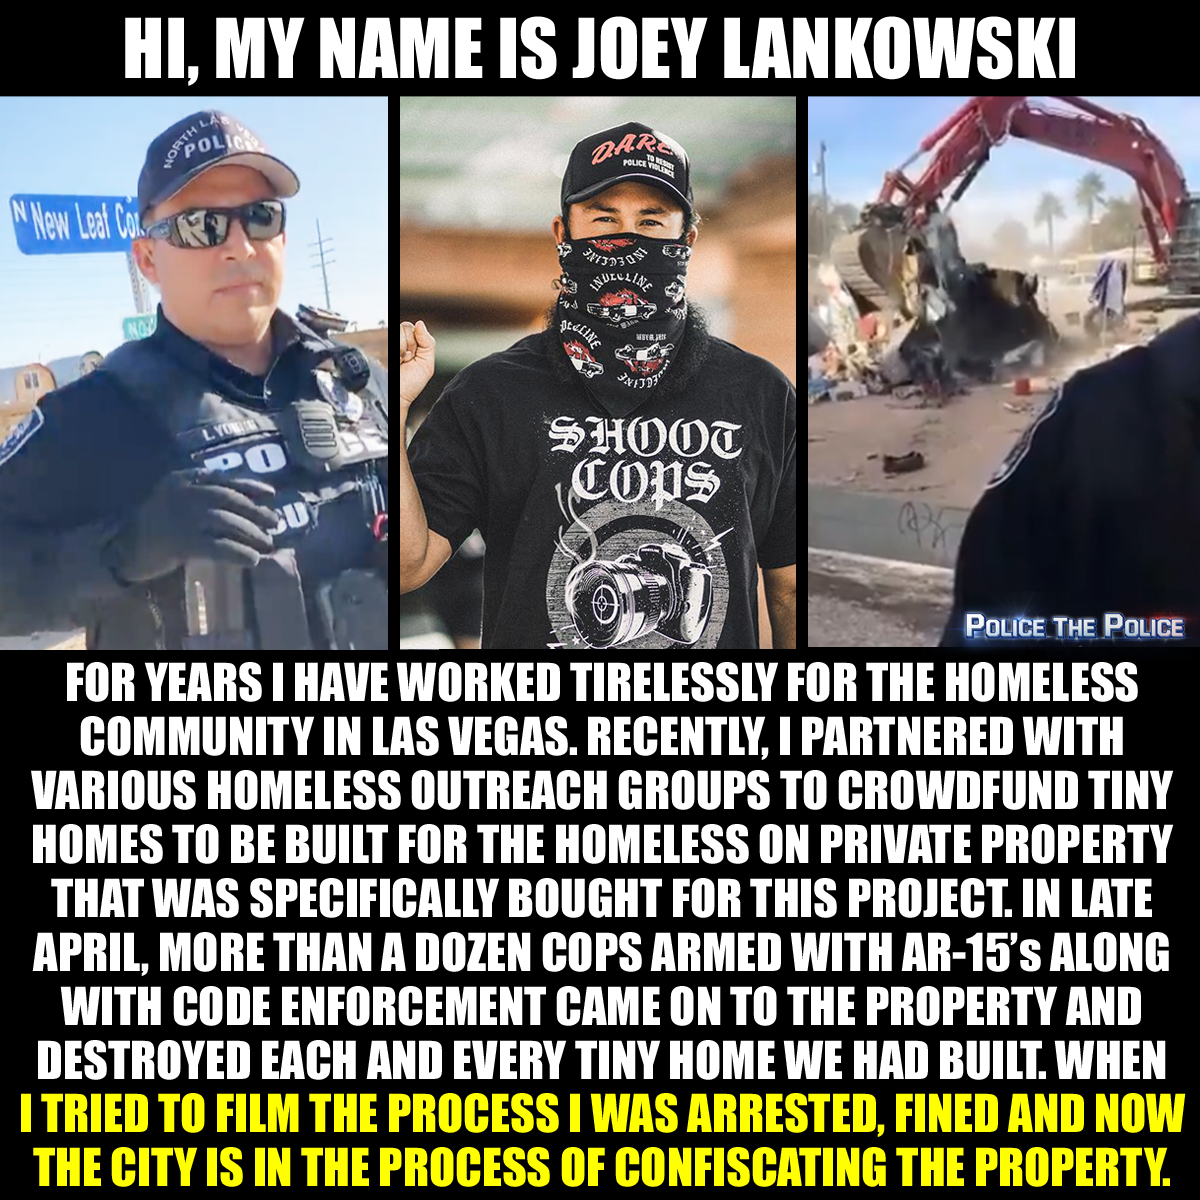 HI, MY NAME IS JOEY LANKOWSKI
POLICE
N New Leaf
D.A.R.E.
TO RESIST
POLICE VIOLENCE
INDECLINE
SHOOT
COPS
POLICE THE POLICE
FOR YEARS I HAVE WORKED TIRELESSLY FOR THE HOMELESS
COMMUNITY IN LAS VEGAS. RECENTLY, I PARTNERED WITH
VARIOUS HOMELESS OUTREACH GROUPS TO CROWDFUND TINY
HOMES TO BE BUILT FOR THE HOMELESS ON PRIVATE PROPERTY
THAT WAS SPECIFICALLY BOUGHT FOR THIS PROJECT. IN LATE
APRIL, MORE THAN A DOZEN COPS ARMED WITH AR-15's ALONG
WITH CODE ENFORCEMENT CAME ON TO THE PROPERTY AND
DESTROYED EACH AND EVERY TINY HOME WE HAD BUILT. WHEN
I TRIED TO FILM THE PROCESS I WAS ARRESTED, FINED AND NOW
THE CITY IS IN THE PROCESS OF CONFISCATING THE PROPERTY.